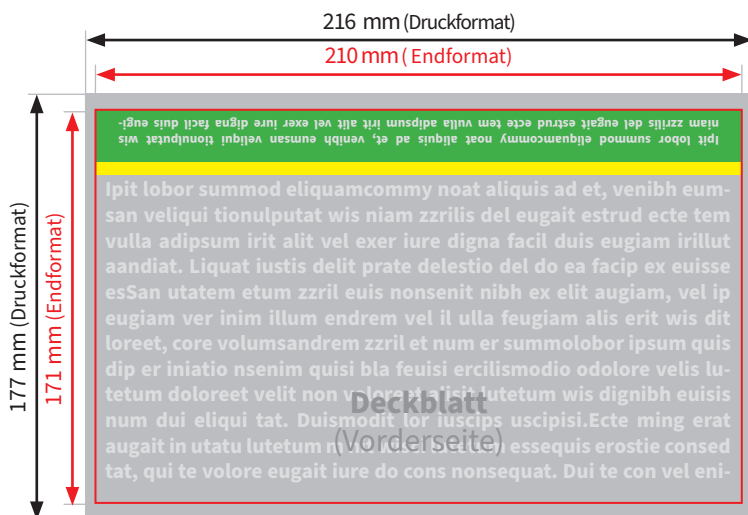 216 mm (Druckformat)
210 mm ( Endformat)
177 mm (Druckformat)
171 mm (Endformat)
Ipit lobor summod eliquamcommy noat aliquis ad et, venibh eumsan veliqui tionulputat wis
niam zzrilis del eugait estrud ecte tem vulla adipsum irit alit vel exer iure digna facil duis eugi-
Ipit lobor summod eliquamcommy noat aliquis ad et, venibh eum-
san veliqui tionulputat wis niam zzrilis del eugait estrud ecte tem
vulla adipsum irit alit vel exer iure digna facil duis eugiam irillut
aandiat. Liquat iustis delit prate delestio del do ea facip ex euisse
esSan utatem etum zzril euis nonsenit nibh ex elit augiam, vel ip
eugiam ver inim illum endrem vel il ulla feugiam alis erit wis dit
loreet, core volumsandrem zzril et num er summolobor ipsum quis
dip er iniatio nsenim quisi bla feuisi erciduismodio odolore velis lu-
tetum doloreet velit non lutetum wis dignibh euisis
num dui eliqui tat. Duismodit lor iuscips uscipisi.Ecte ming erat
augait in utatu lutetum essequis erostie consed
tat, qui te volore eugait iure do cons nonsequat. Dui te con vel eni-
Deckblatt
(Vorderseite)